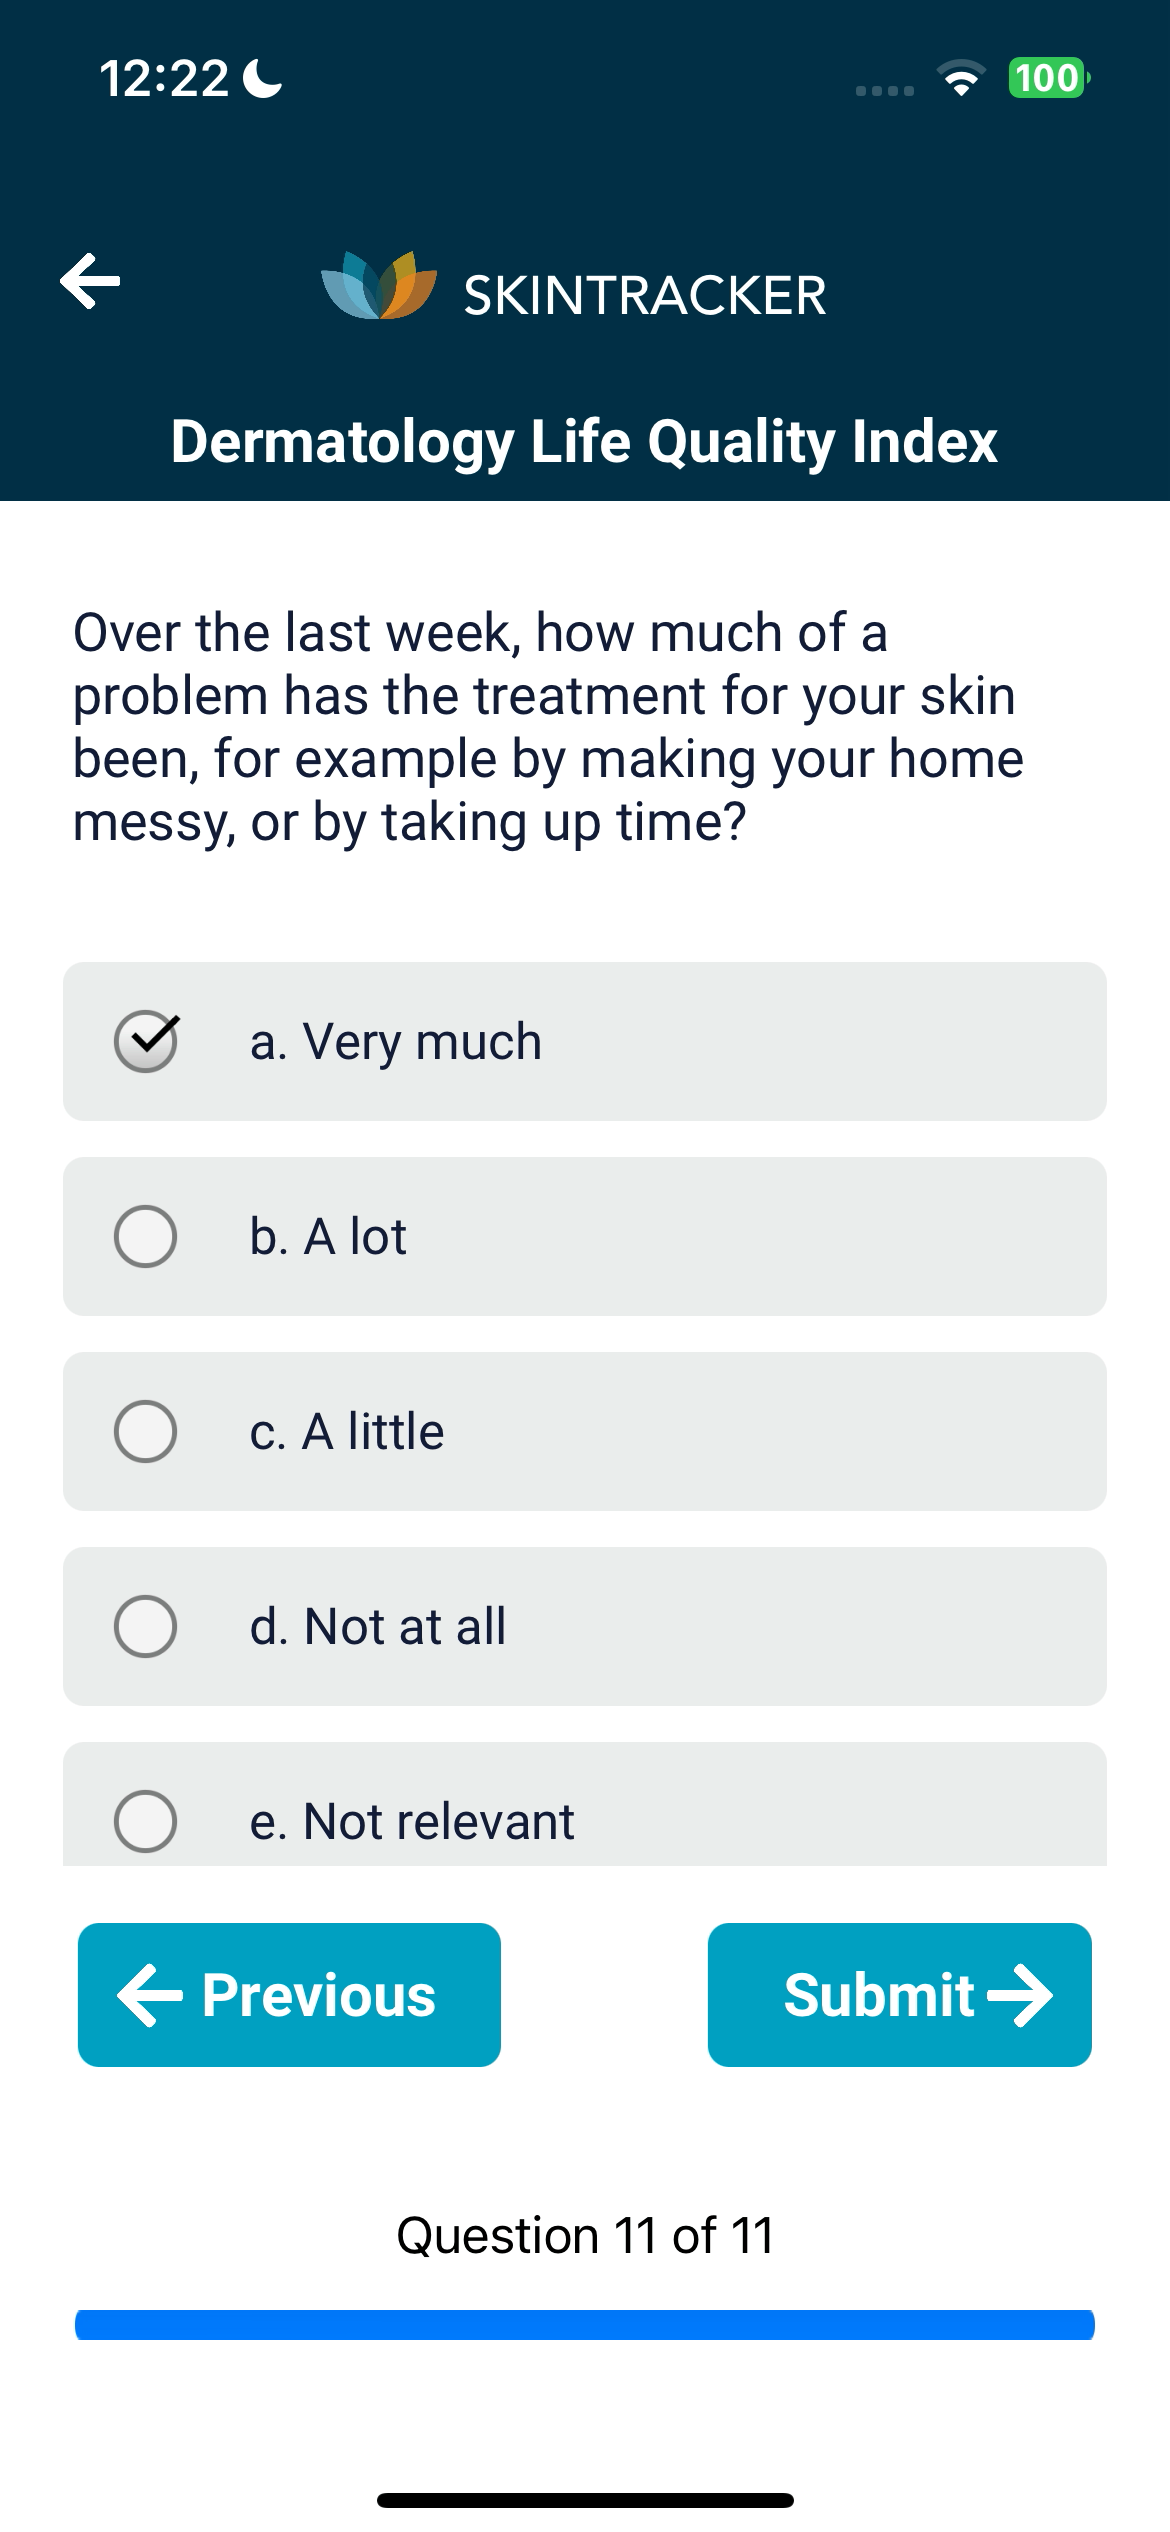 12:22
100
SKINTRACKER
Dermatology Life Quality Index
Over the last week, how much of a
problem has the treatment for your skin
been, for example by making your home
messy, or by taking up time?
a. Very much
b. A lot
c. A little
d. Not at all
e. Not relevant
Previous
Submit
Question 11 of 11